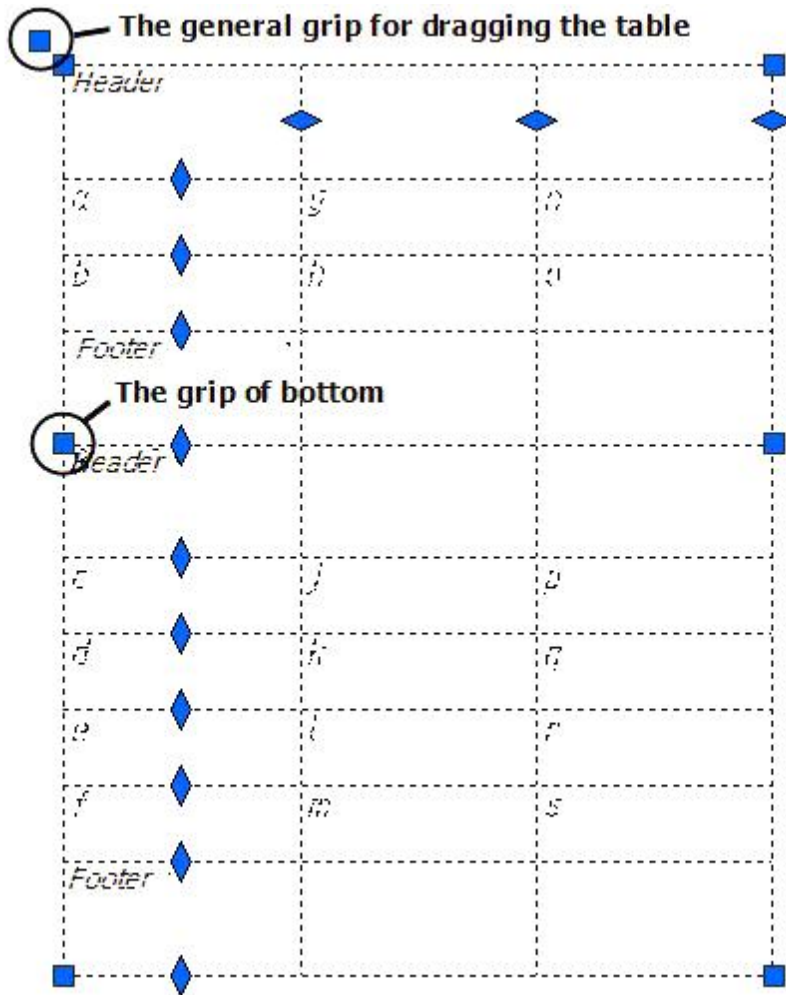 The general grip for dragging the table
Header
a g n
b h o
Footer
The grip of bottom
Header
c j p
d k q
e l r
f m s
Footer